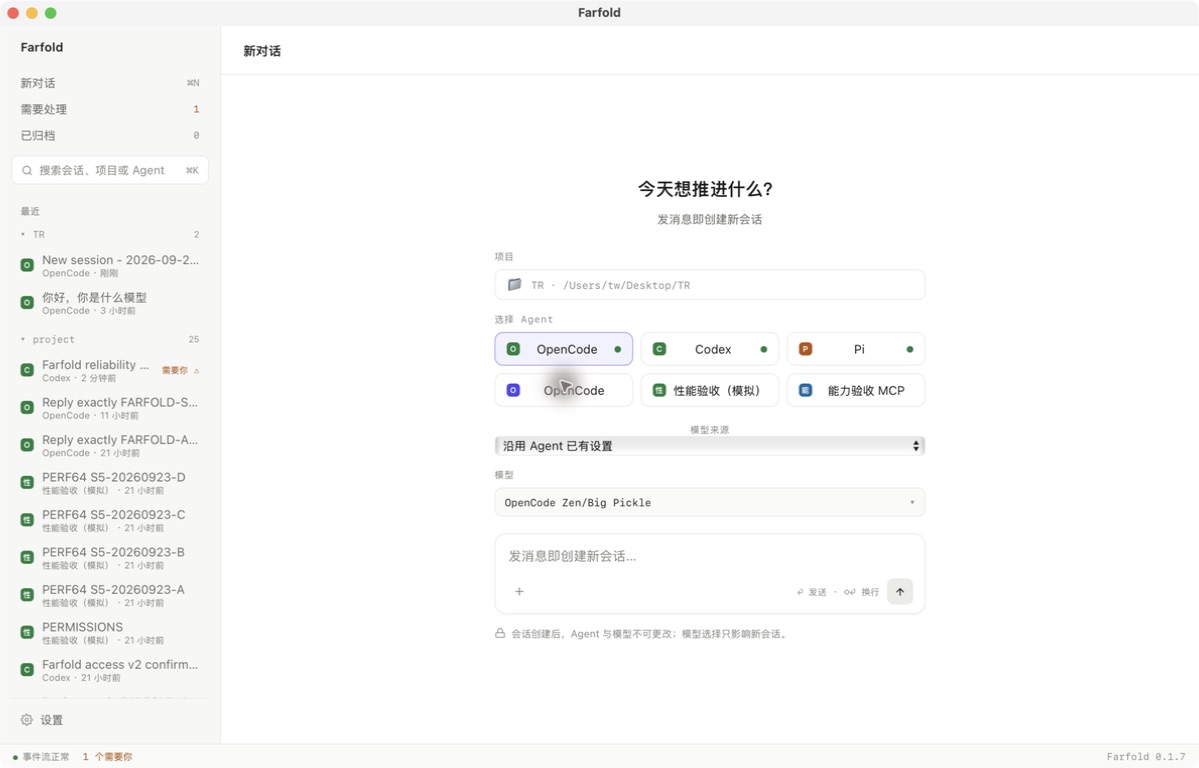 Farfold
Farfold
新对话 ⌘N
需要处理 1
已归档 0
搜索会话、项目或 Agent ⌘K
最近
TR 2
New session - 2026-09-2...
OpenCode · 刚刚
你好，你是什么模型
OpenCode · 3 小时前
project 25
Farfold reliability ... 需要你
Codex · 2 分钟前
Reply exactly FARFOLD-S...
OpenCode · 11 小时前
Reply exactly FARFOLD-A...
OpenCode · 21 小时前
PERF64 S5-20260923-D
性能验收（模拟） · 21 小时前
PERF64 S5-20260923-C
性能验收（模拟） · 21 小时前
PERF64 S5-20260923-B
性能验收（模拟） · 21 小时前
PERF64 S5-20260923-A
性能验收（模拟） · 21 小时前
PERMISSIONS
性能验收（模拟） · 21 小时前
Farfold access v2 confirm...
Codex · 21 小时前
设置
新对话
今天想推进什么?
发消息即创建新会话
项目
TR · /Users/tw/Desktop/TR
选择 Agent
O OpenCode
C Codex
P Pi
O OpenCode
性 性能验收（模拟）
能 能力验收 MCP
模型来源
沿用 Agent 已有设置
模型
OpenCode Zen/Big Pickle
发消息即创建新会话...
+ 发送 · 换行
会话创建后，Agent 与模型不可更改；模型选择只影响新会话。
事件流正常 1 个需要你
Farfold 0.1.7